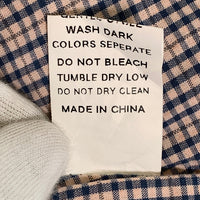 WASH DARK
COLORS SEPERATE
DO NOT BLEACH
TUMBLE DRY LOW
DO NOT DRY CLEAN
MADE IN CHINA